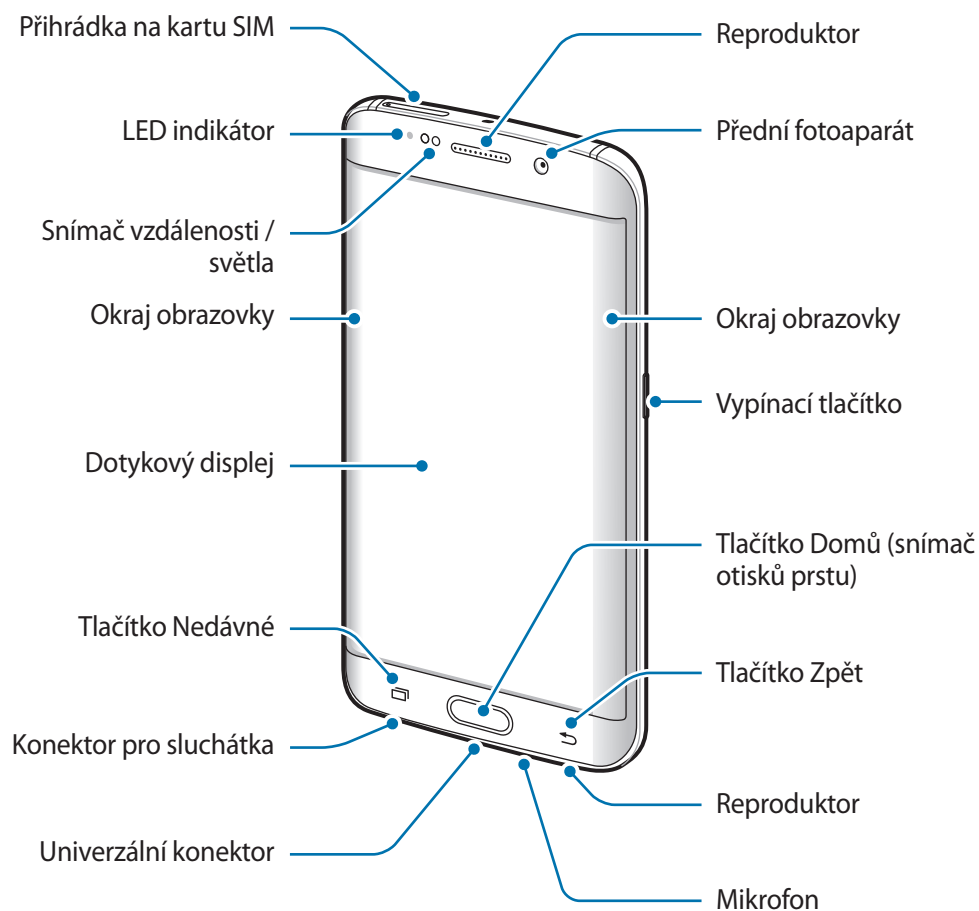 Přihrádka na kartu SIM
LED indikátor
Snímač vzdálenosti /
světla
Okraj obrazovky
Dotykový displej
Tlačítko Nedávné
Konektor pro sluchátka
Univerzální konektor
Reproduktor
Přední fotoaparát
Okraj obrazovky
Vypínací tlačítko
Tlačítko Domů (snímač
otisků prstu)
Tlačítko Zpět
Reproduktor
Mikrofon